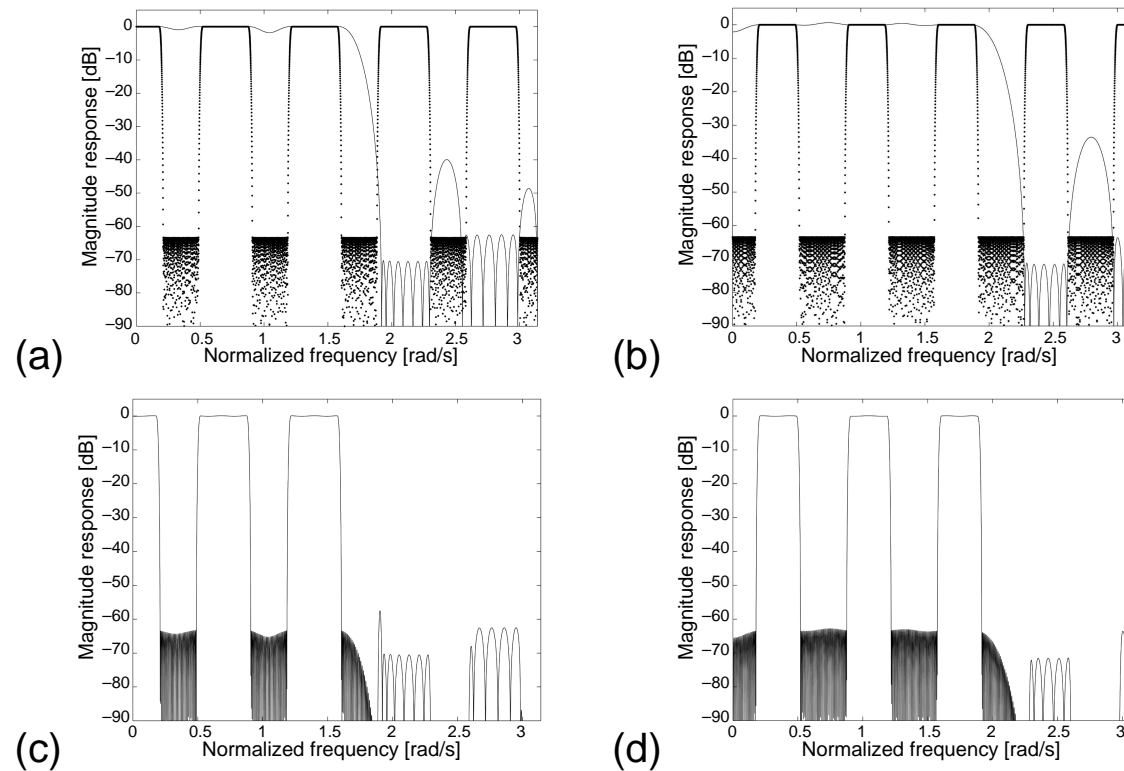 0
–10
–20
–30
–40
–50
–60
–70
–80
–90
Magnitude response [dB]
0 0.5 1 1.5 2 2.5 3
Normalized frequency [rad/s]
(a)
0
–10
–20
–30
–40
–50
–60
–70
–80
–90
Magnitude response [dB]
0 0.5 1 1.5 2 2.5 3
Normalized frequency [rad/s]
(b)
0
–10
–20
–30
–40
–50
–60
–70
–80
–90
Magnitude response [dB]
0 0.5 1 1.5 2 2.5 3
Normalized frequency [rad/s]
(c)
0
–10
–20
–30
–40
–50
–60
–70
–80
–90
Magnitude response [dB]
0 0.5 1 1.5 2 2.5 3
Normalized frequency [rad/s]
(d)